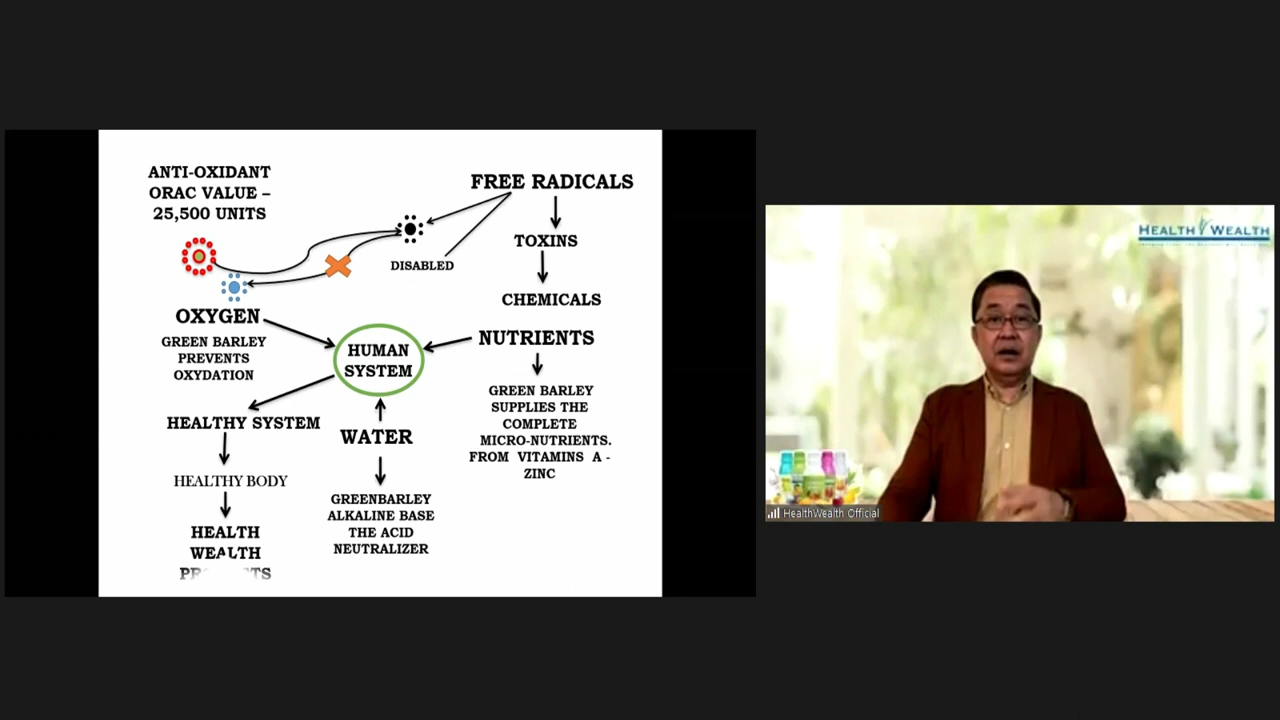 ANTI-OXIDANT
ORAC VALUE –
25,500 UNITS
FREE RADICALS
TOXINS
DISABLED
CHEMICALS
OXYGEN
GREEN BARLEY
PREVENTS
OXYDATION
HUMAN
SYSTEM
NUTRIENTS
GREEN BARLEY
SUPPLIES THE
COMPLETE
MICRO-NUTRIENTS.
FROM VITAMINS A -
ZINC
HEALTHY SYSTEM
HEALTHY BODY
HEALTH
WEALTH
WATER
GREENBARLEY
ALKALINE BASE
THE ACID
NEUTRALIZER
HEALTH WEALTH
HealthWealth Official